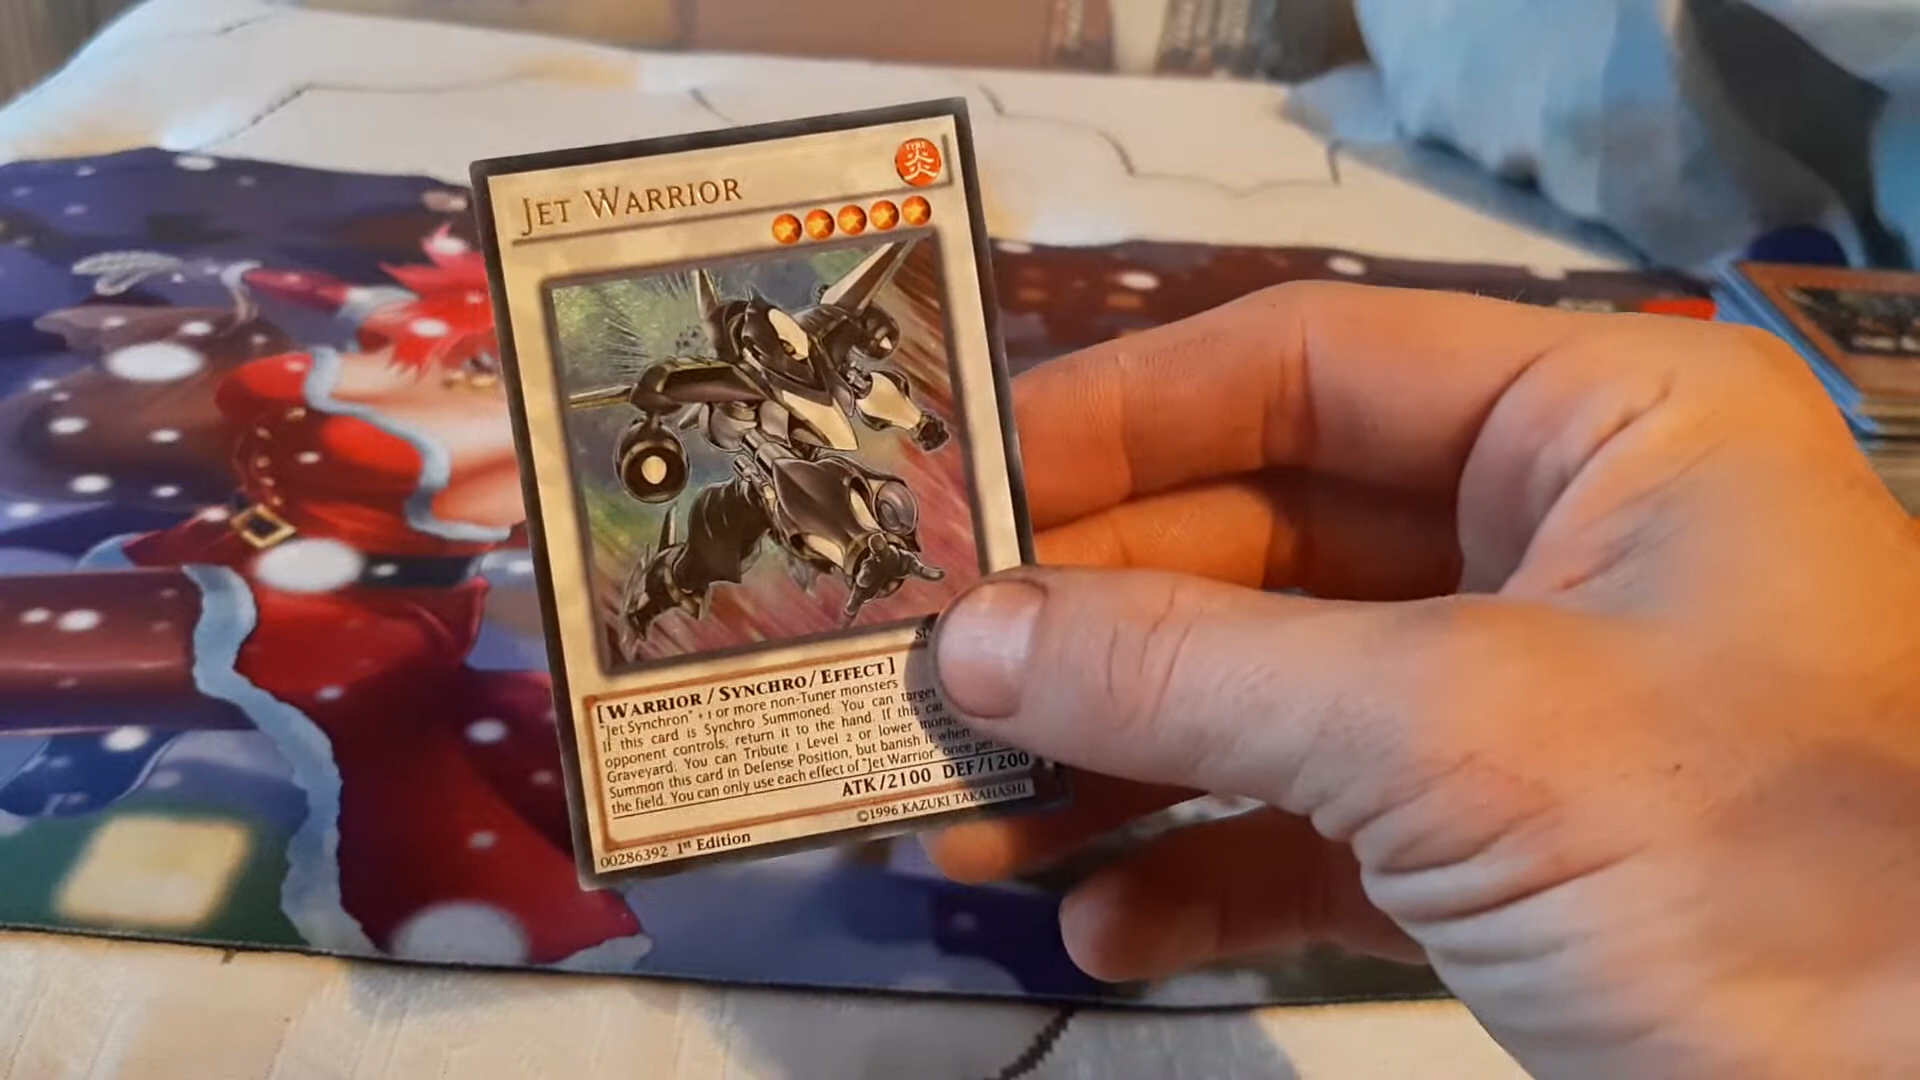 JET WARRIOR
FIRE
炎
[WARRIOR/SYNCHRO/EFFECT]
"Jet Synchron" + 1 or more non-Tuner monsters
If this card is Synchro Summoned: You can target
opponent controls, return it to the hand. If this
Graveyard. You can Tribute 1 Level 2 or lower
Summon this card in Defense Position, but banish it when
the field. You can only use each effect of "Jet Warrior" once
ATK/2100 DEF/1200
00286392 1st Edition
©1996 KAZUKI TAKAHASHI